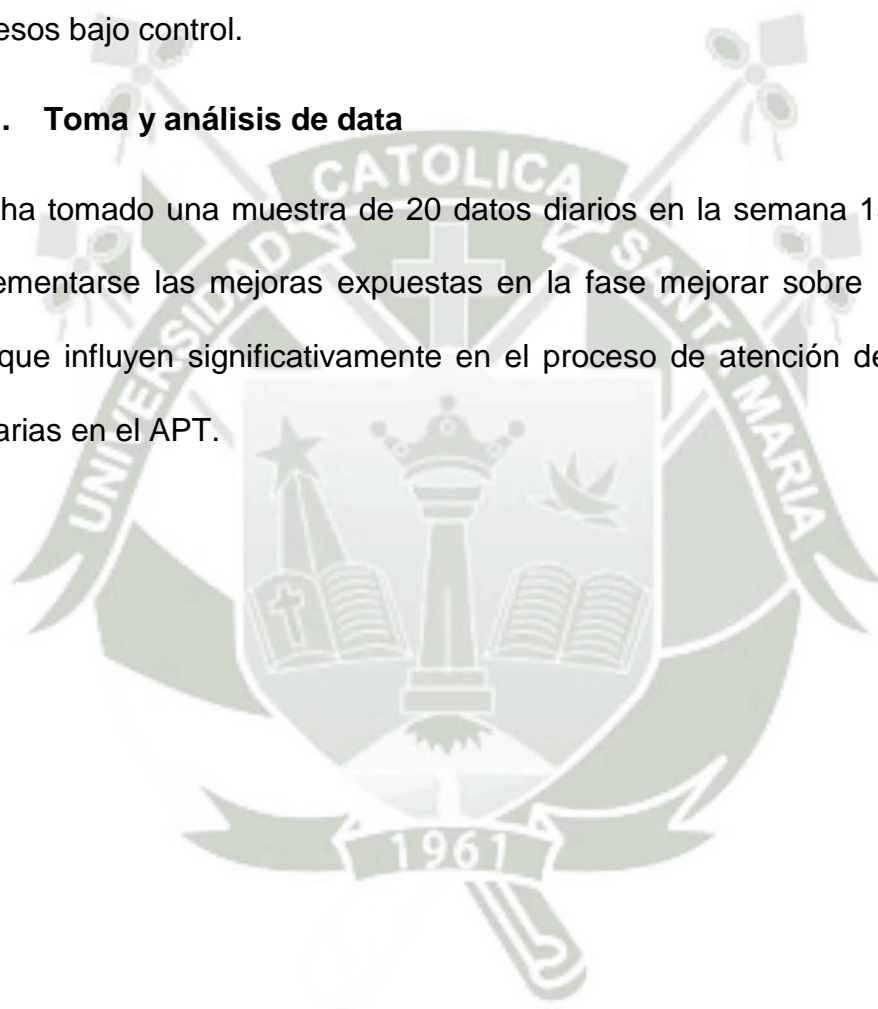 esos bajo control.
. Toma y análisis de data
ha tomado una muestra de 20 datos diarios en la semana 1
ementarse las mejoras expuestas en la fase mejorar sobre
que influyen significativamente en el proceso de atención de
arias en el APT.
UNIVERSIDAD CATOLICA SANTA MARIA
1961